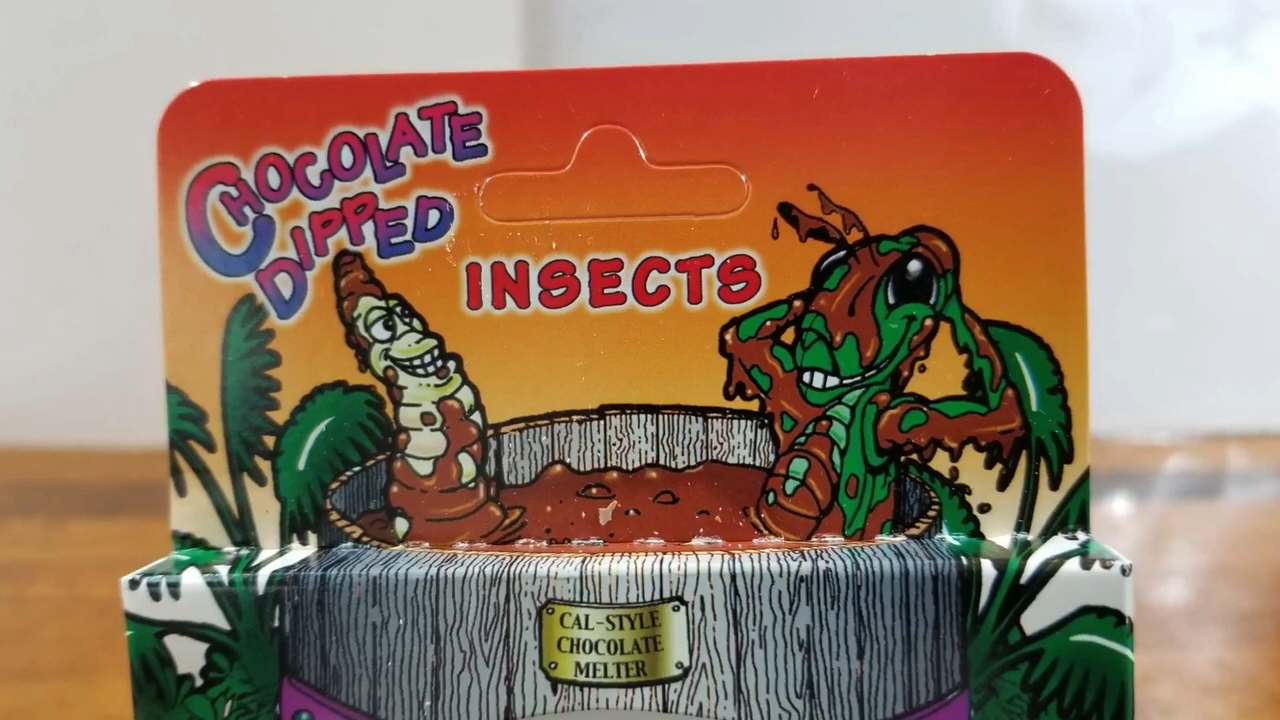 CHOCOLATE
DIPPED
INSECTS
CAL-STYLE
CHOCOLATE
MELTER